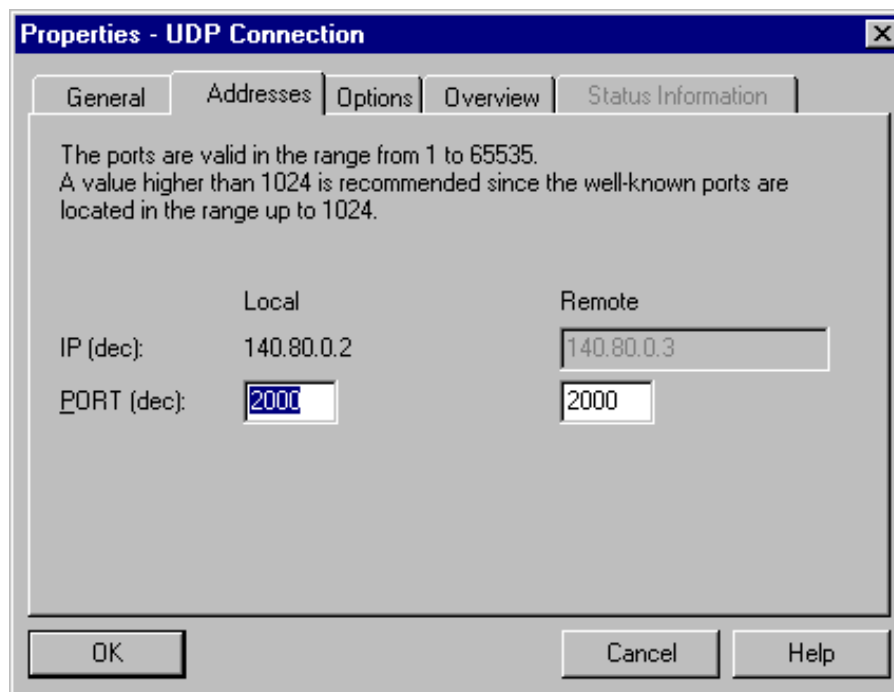 Properties - UDP Connection
General Addresses Options Overview Status Information
The ports are valid in the range from 1 to 65535.
A value higher than 1024 is recommended since the well-known ports are
located in the range up to 1024.
Local Remote
IP (dec): 140.80.0.2 140.80.0.3
PORT (dec): 2000 2000
OK Cancel Help